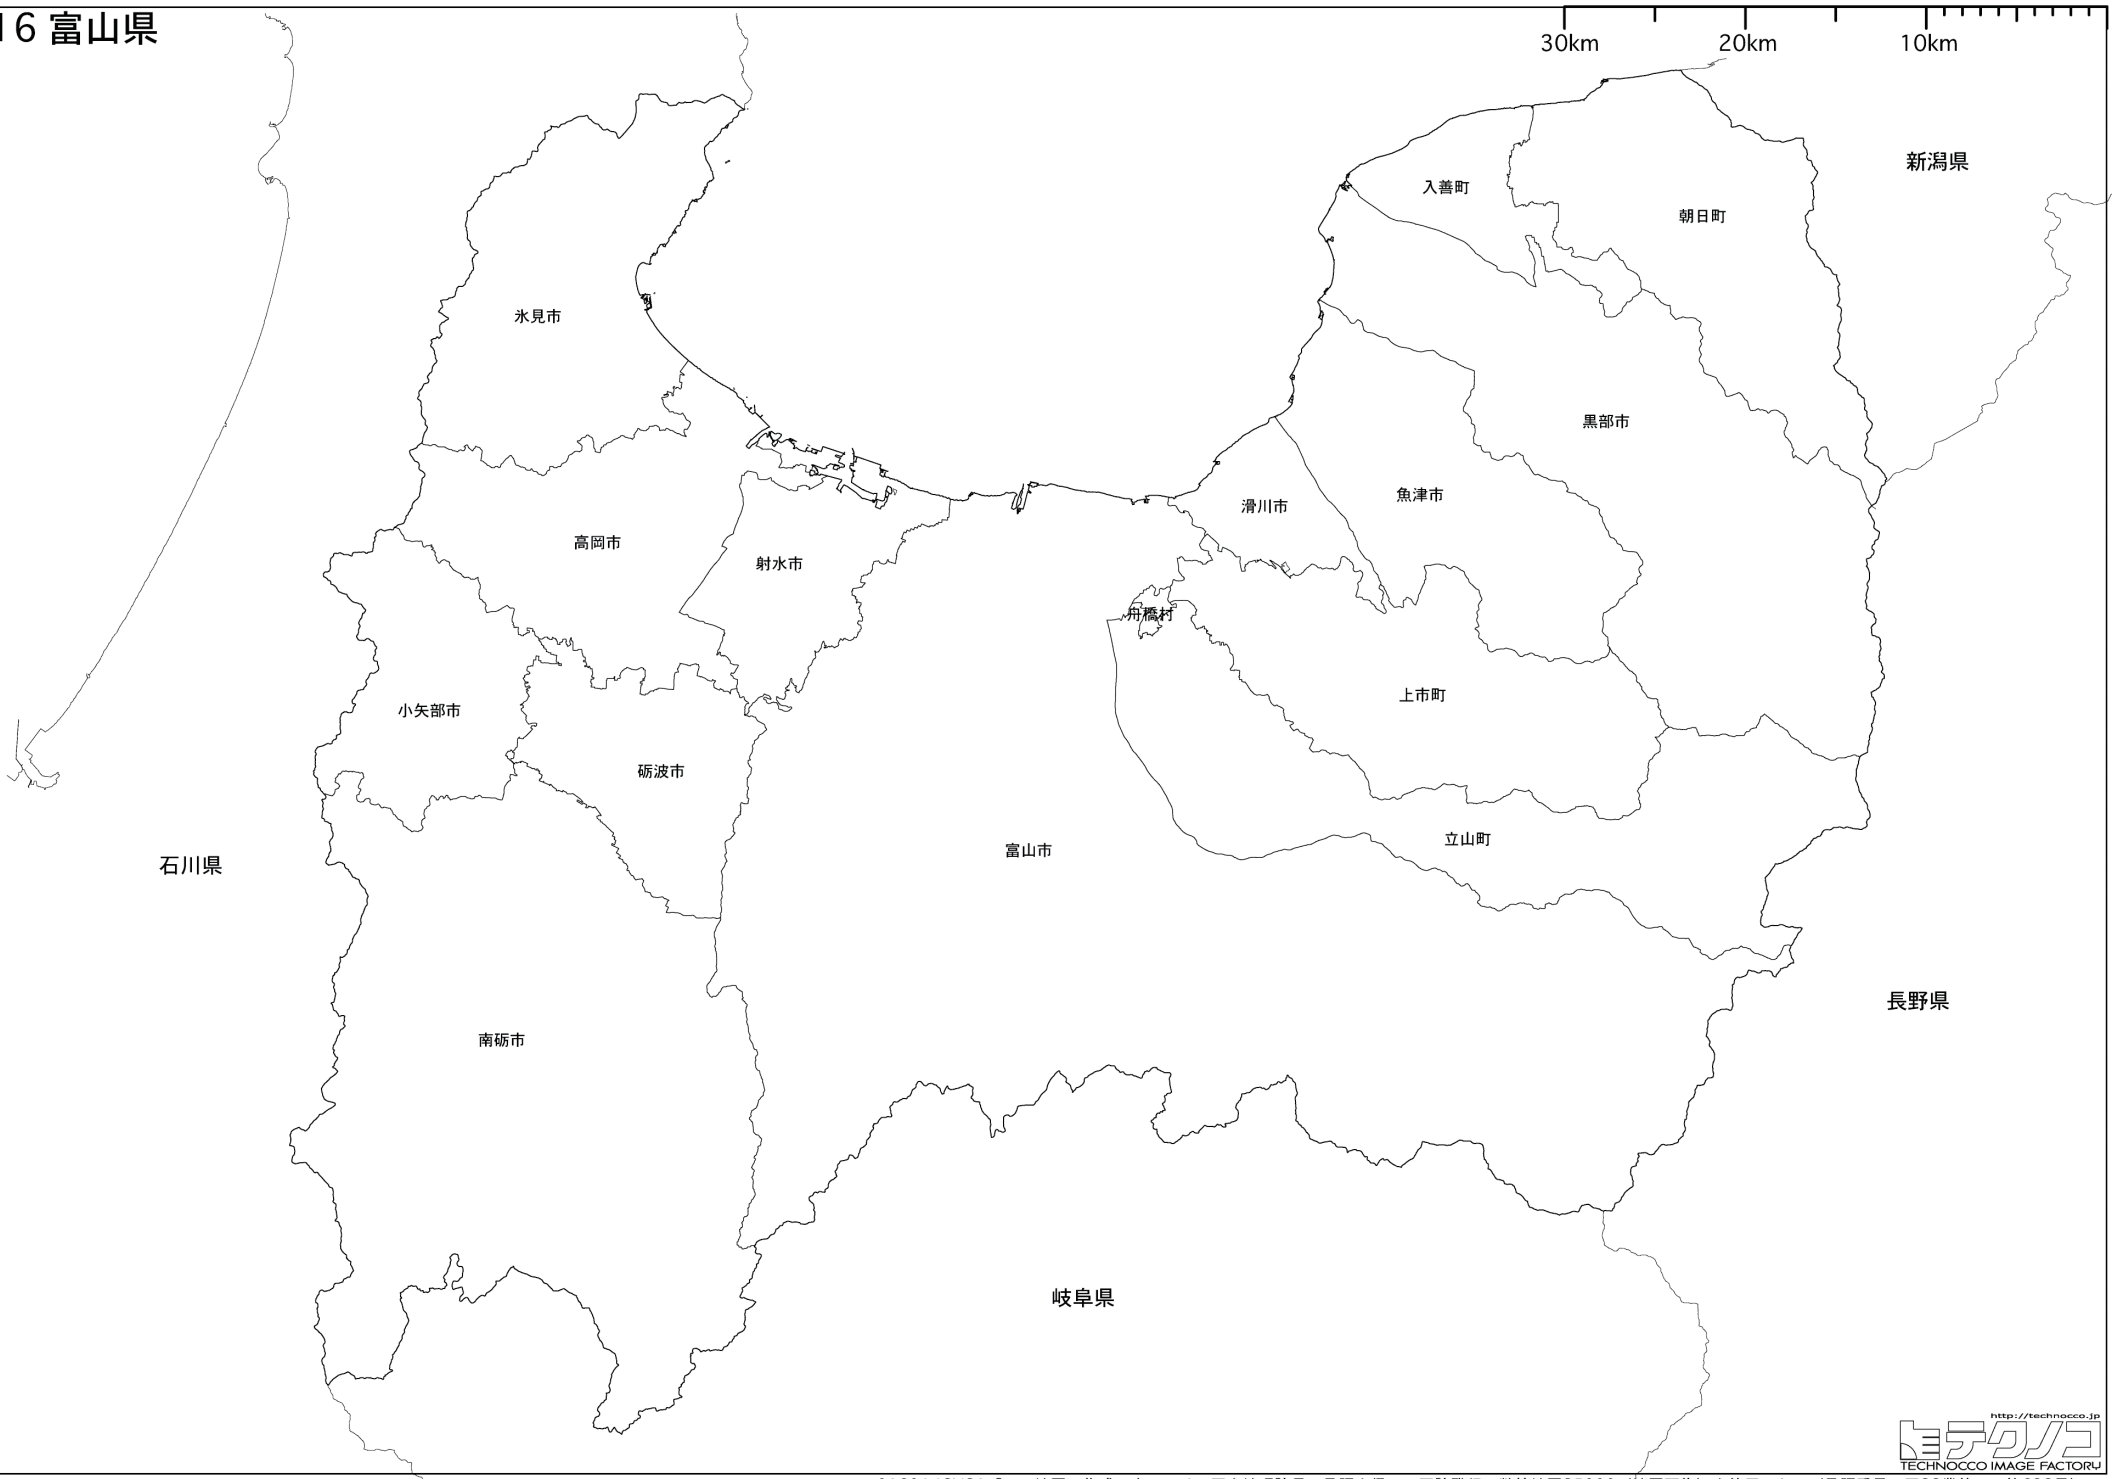 16 富山県
30km 20km 10km
新潟県
入善町
朝日町
氷見市
黒部市
魚津市
滑川市
高岡市
射水市
舟橋村
上市町
小矢部市
砺波市
立山町
富山市
石川県
長野県
南砺市
岐阜県
http://technocco.jp
テクノコ
TECHNOCCO IMAGE FACTORY